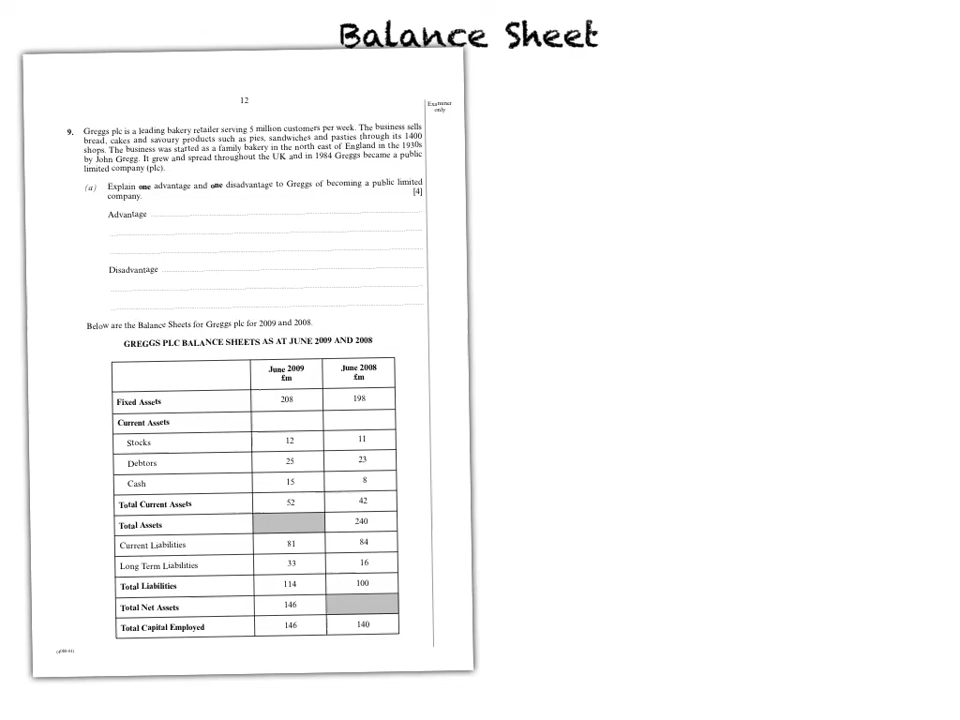 Balance Sheet
12
Examiner
only
9. Greggs plc is a leading bakery retailer serving 5 million customers per week. The business sells
bread, cakes and savoury products such as pies, sandwiches and pasties through its 1400
shops. The business was started as a family bakery in the north east of England in the 1930s
by John Gregg. It grew and spread throughout the UK and in 1984 Greggs became a public
limited company (plc).
(a) Explain one advantage and one disadvantage to Greggs of becoming a public limited
company. [4]
Advantage
Disadvantage
Below are the Balance Sheets for Greggs plc for 2009 and 2008.
GREGGS PLC BALANCE SHEETS AS AT JUNE 2009 AND 2008
June 2009 June 2008
£m £m
Fixed Assets 208 198
Current Assets
Stocks 12 11
Debtors 25 23
Cash 15 8
Total Current Assets 52 42
Total Assets 240
Current Liabilities 81 84
Long Term Liabilities 33 16
Total Liabilities 114 100
Total Net Assets 146
Total Capital Employed 146 140